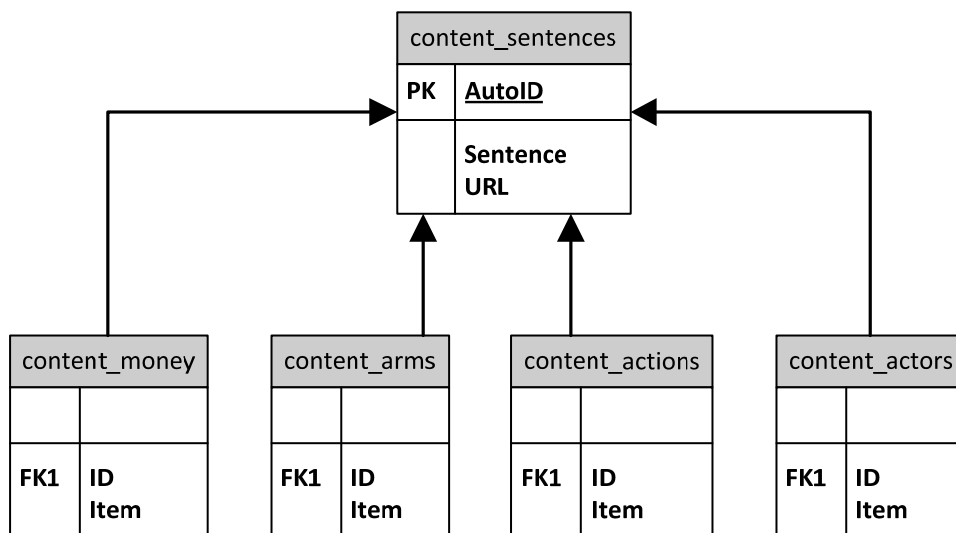 content_sentences
PK AutoID
Sentence
URL
content_money
FK1 ID
Item
content_arms
FK1 ID
Item
content_actions
FK1 ID
Item
content_actors
FK1 ID
Item